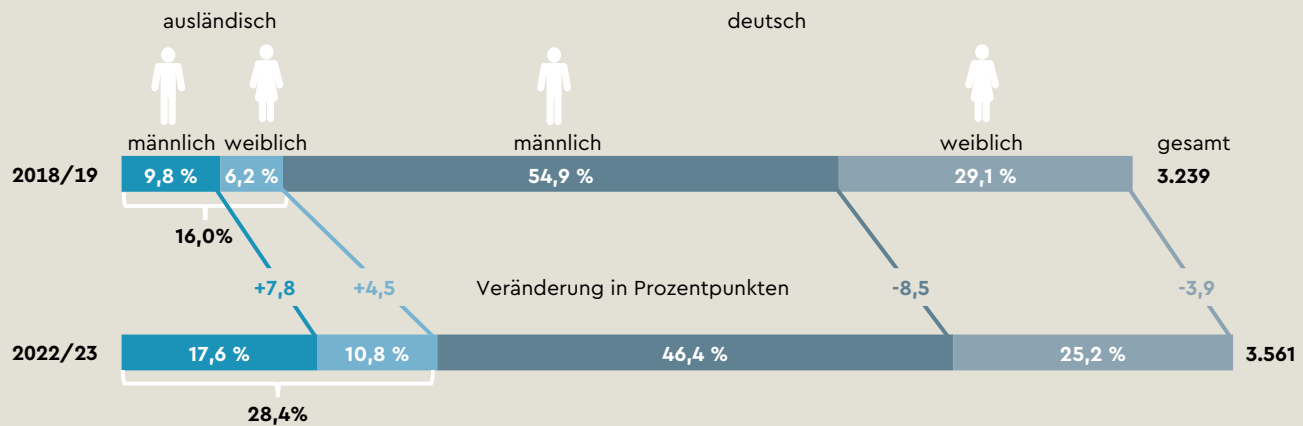 ausländisch deutsch
männlich weiblich männlich weiblich gesamt
2018/19 9,8 % 6,2 % 54,9 % 29,1 % 3.239
16,0%
+7,8 +4,5 Veränderung in Prozentpunkten -8,5 -3,9
2022/23 17,6 % 10,8 % 46,4 % 25,2 % 3.561
28,4%